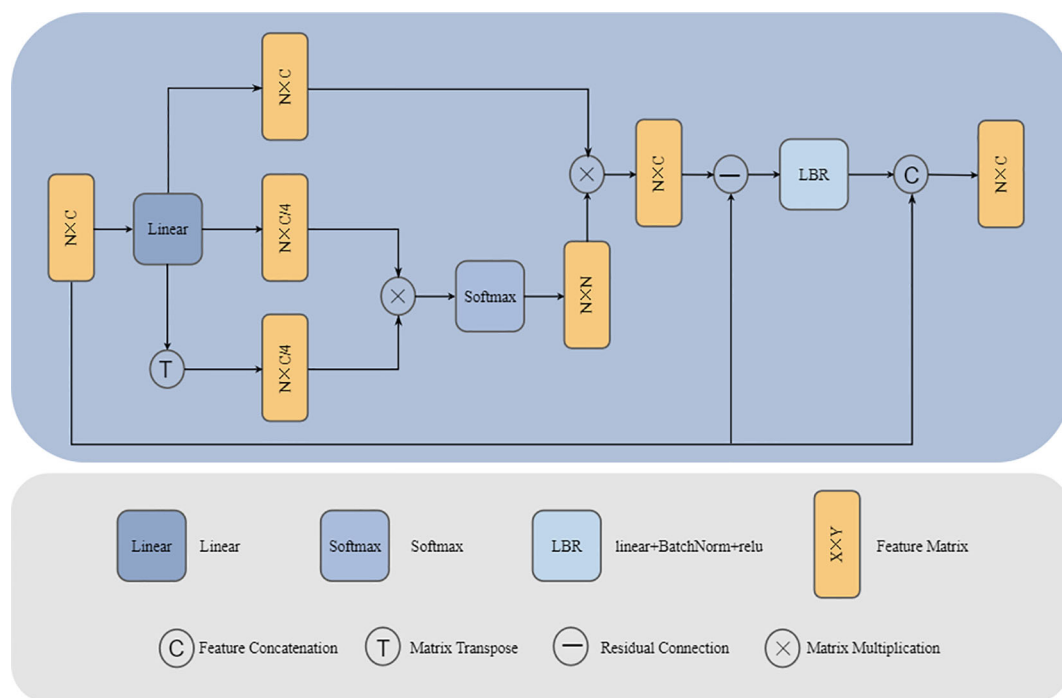 N×C
N×C
Linear
N×C/4
T
N×C/4
×
Softmax
N×N
×
N×C
−
LBR
C
N×C
Linear Linear
Softmax Softmax
LBR linear+BatchNorm+relu
X×Y Feature Matrix
C Feature Concatenation
T Matrix Transpose
− Residual Connection
× Matrix Multiplication